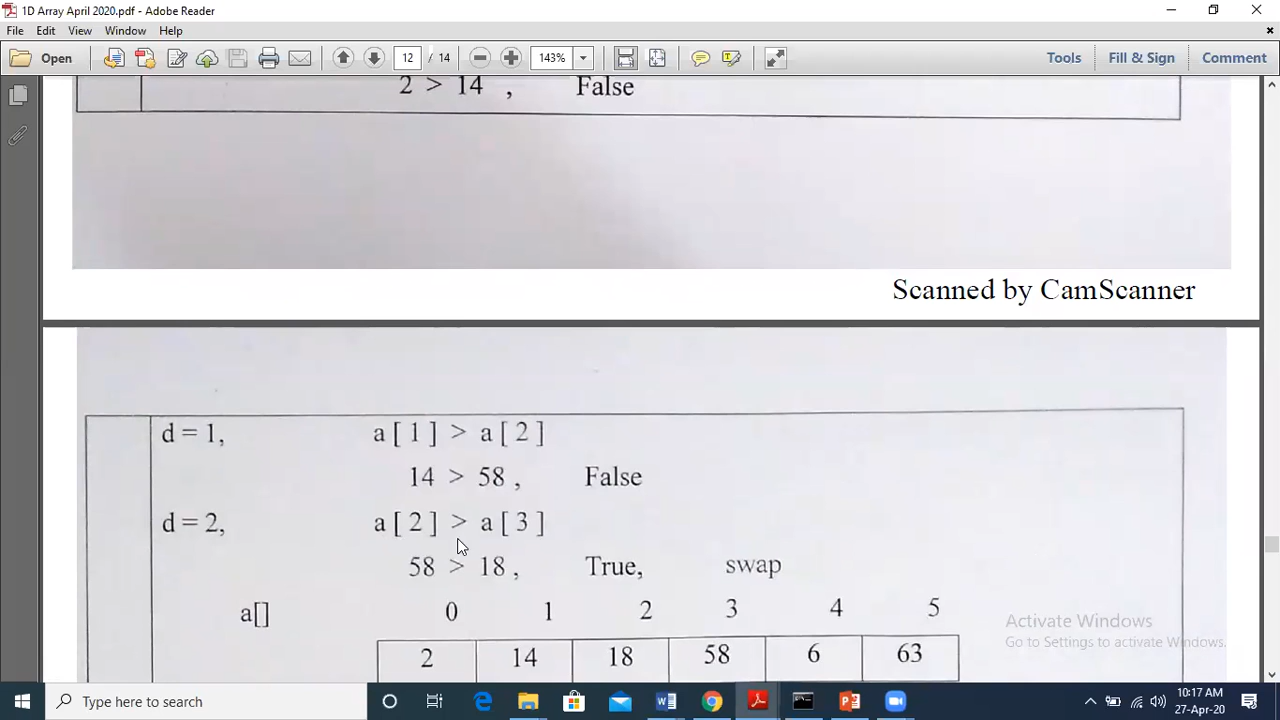 1D Array April 2020.pdf - Adobe Reader
File Edit View Window Help
Open 12 / 14 143% Tools Fill & Sign Comment
2 > 14 , False
Scanned by CamScanner
d = 1, a [ 1 ] > a [ 2 ]
14 > 58 , False
d = 2, a [ 2 ] > a [ 3 ]
58 > 18 , True, swap
a[] 0 1 2 3 4 5
2 14 18 58 6 63
Activate Windows
Go to Settings to activate Windows.
Type here to search
10:17 AM
27-Apr-20